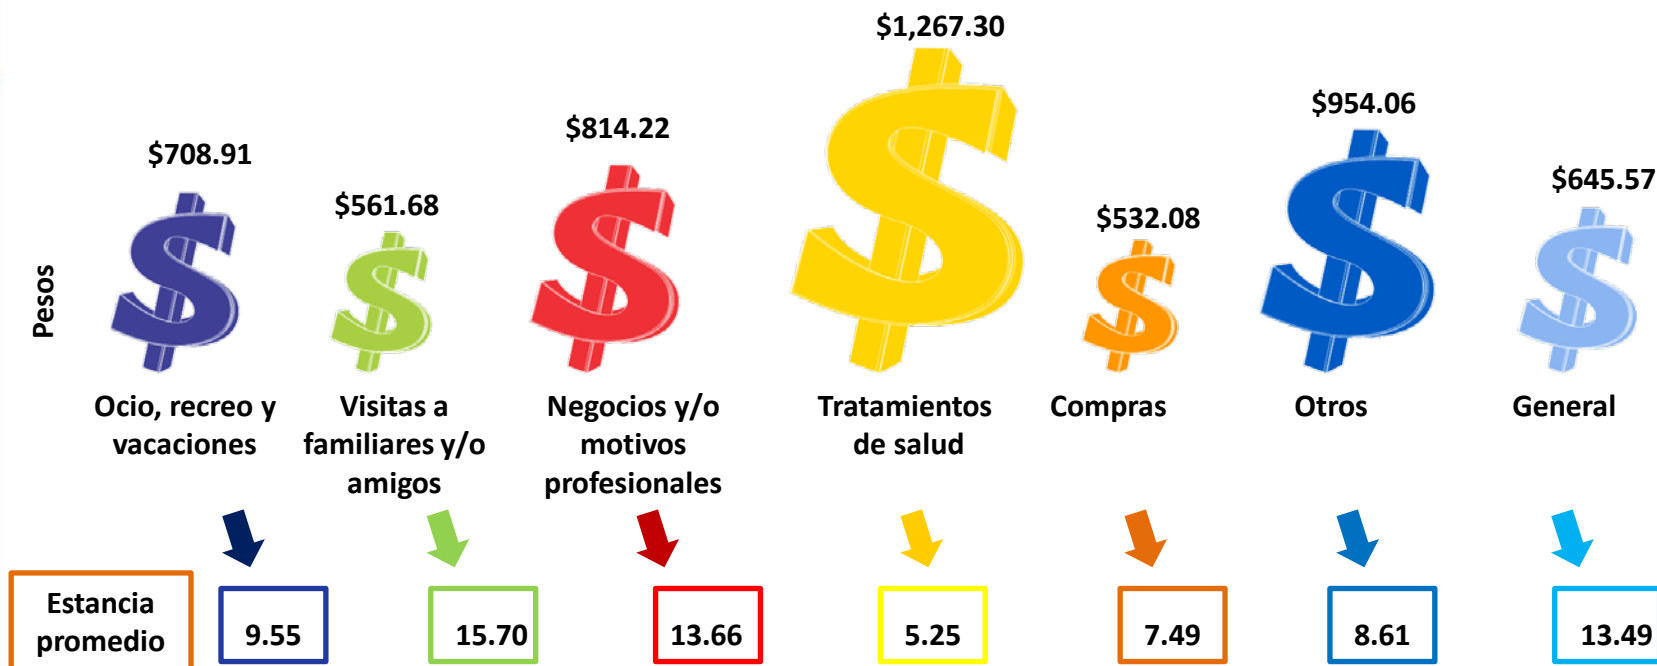 $1,267.30
$954.06
$814.22
$708.91
$645.57
$561.68
$532.08
Pesos
Ocio, recreo y
vacaciones
Visitas a
familiares y/o
amigos
Negocios y/o
motivos
profesionales
Tratamientos
de salud
Compras
Otros
General
Estancia
promedio
9.55
15.70
13.66
5.25
7.49
8.61
13.49